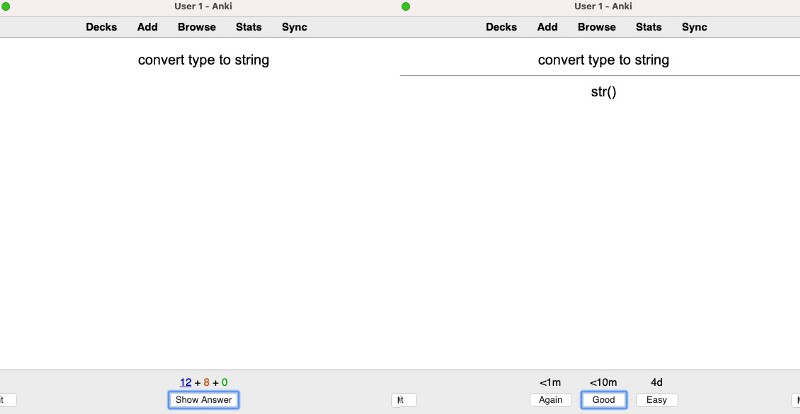 User 1 - Anki
Decks Add Browse Stats Sync
convert type to string
12 + 8 + 0
Show Answer
User 1 - Anki
Decks Add Browse Stats Sync
convert type to string
str()
<1m <10m 4d
Again Good Easy